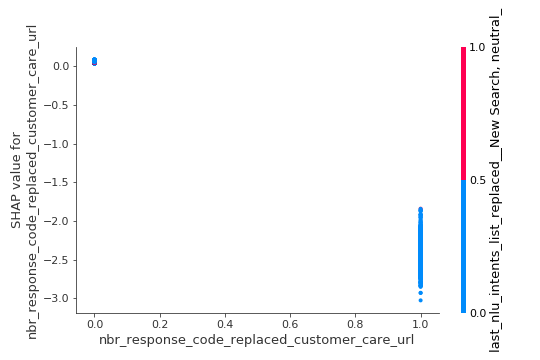 0.0
−0.5
−1.0
−1.5
−2.0
−2.5
−3.0
SHAP value for
nbr_response_code_replaced_customer_care_url
0.0 0.2 0.4 0.6 0.8 1.0
nbr_response_code_replaced_customer_care_url
1.0
0.5
0.0
last_nlu_intents_list_replaced__New Search, neutral_